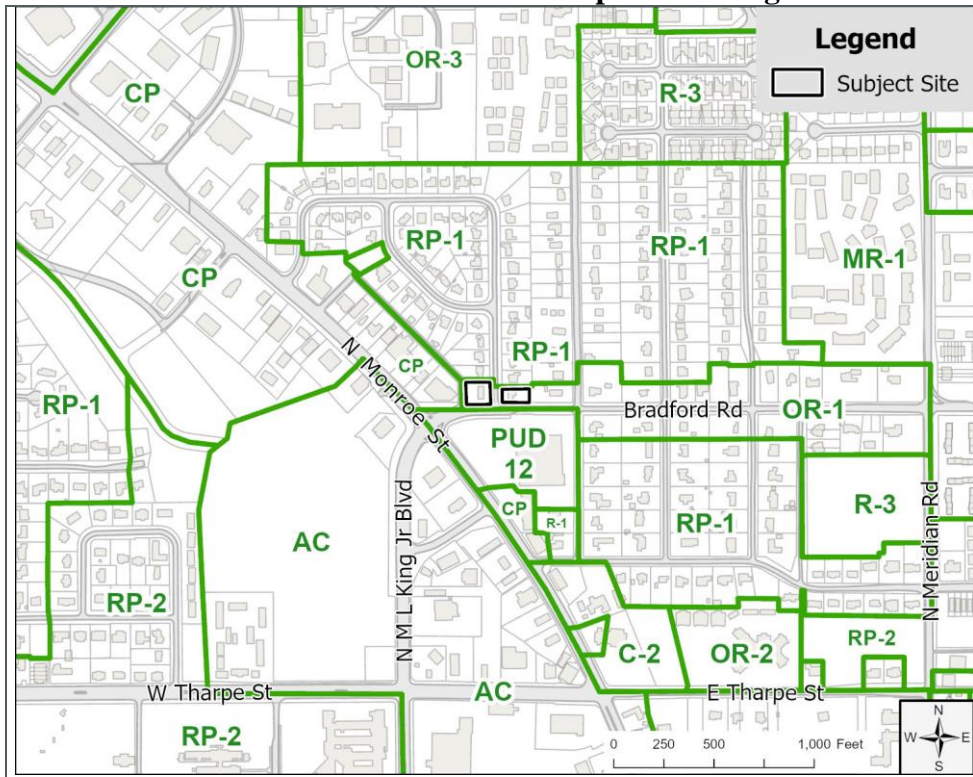 Legend
Subject Site
CP
OR-3
R-3
RP-1
RP-1
MR-1
CP
RP-1
CP
N Monroe St
RP-1
Bradford Rd
OR-1
PUD
12
CP
R-1
RP-1
R-3
AC
N M L King Jr Blvd
N Meridian Rd
RP-2
C-2
OR-2
RP-2
W Tharpe St
AC
E Tharpe St
RP-2
0 250 500 1,000 Feet
N
W E
S